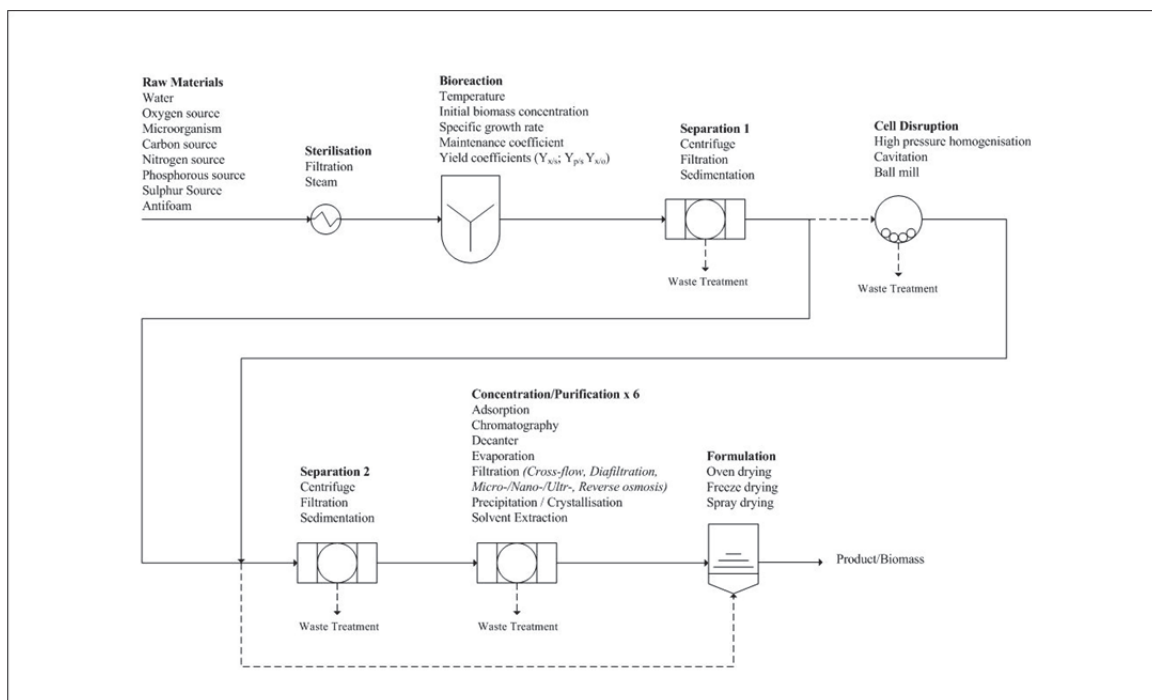 Raw Materials
Water
Oxygen source
Microorganism
Carbon source
Nitrogen source
Phosphorous source
Sulphur Source
Antifoam
Sterilisation
Filtration
Steam
Bioreaction
Temperature
Initial biomass concentration
Specific growth rate
Maintenance coefficient
Yield coefficients (Yx/s; Yp/s Yx/o)
Separation 1
Centrifuge
Filtration
Sedimentation
Waste Treatment
Cell Disruption
High pressure homogenisation
Cavitation
Ball mill
Waste Treatment
Separation 2
Centrifuge
Filtration
Sedimentation
Waste Treatment
Concentration/Purification x 6
Adsorption
Chromatography
Decanter
Evaporation
Filtration (Cross-flow, Diafiltration,
Micro-/Nano-/Ultr-, Reverse osmosis)
Precipitation / Crystallisation
Solvent Extraction
Waste Treatment
Formulation
Oven drying
Freeze drying
Spray drying
Product/Biomass